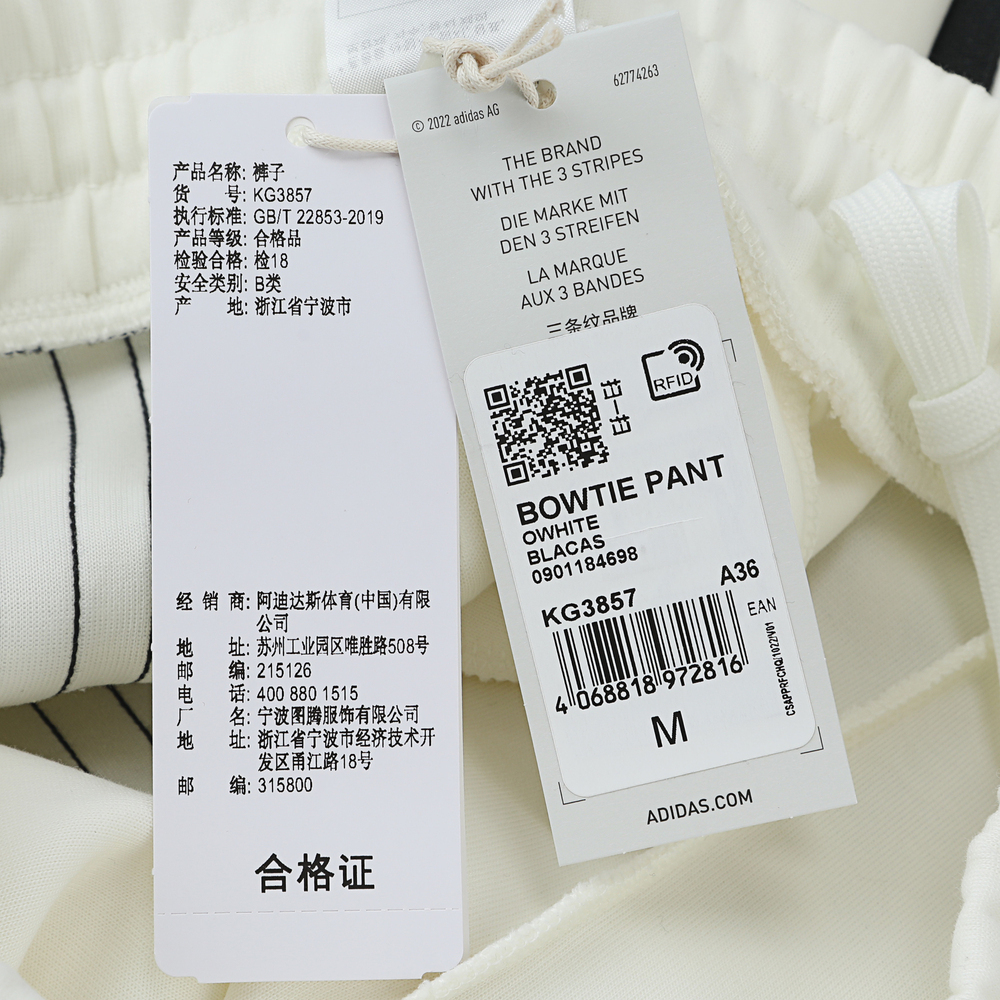 产品名称: 裤子
货 号: KG3857
执行标准: GB/T 22853-2019
产品等级: 合格品
检验合格: 检18
安全类别: B类
产 地: 浙江省宁波市
经 销 商: 阿迪达斯体育(中国)有限
公司
地 址: 苏州工业园区唯胜路508号
邮 编: 215126
电 话: 400 880 1515
厂 名: 宁波图腾服饰有限公司
地 址: 浙江省宁波市经济技术开
发区甬江路18号
邮 编: 315800
合格证
62774263
© 2022 adidas AG
THE BRAND
WITH THE 3 STRIPES
DIE MARKE MIT
DEN 3 STREIFEN
LA MARQUE
AUX 3 BANDES
三条纹品牌
扫一扫
RFID
BOWTIE PANT
OWHITE
BLACAS
0901184698
KG3857
A36
EAN
4 068818 972816
CSAPPRFCHQ/1022/V01
M
ADIDAS.COM